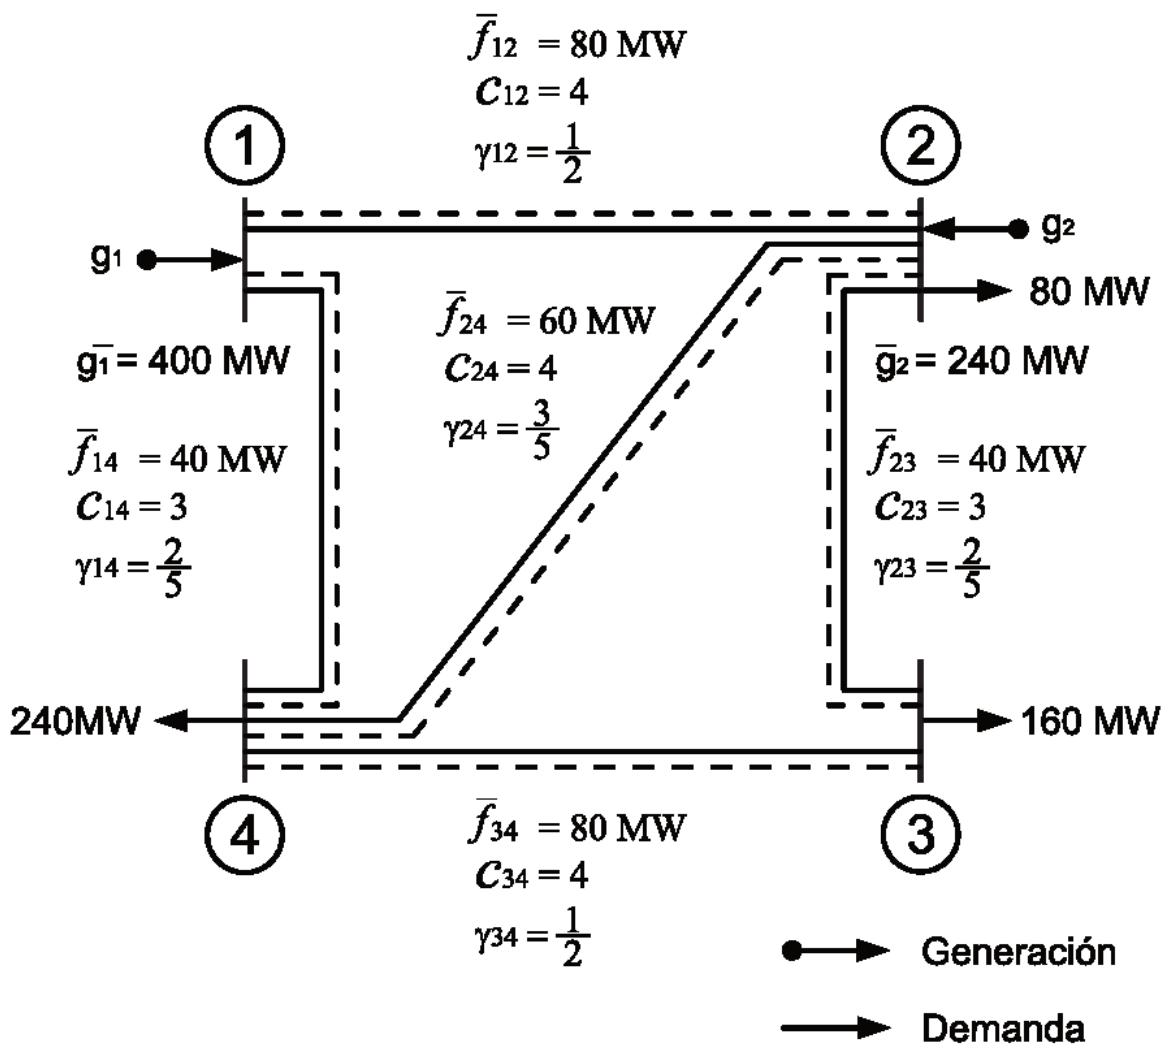 f̅₁₂ = 80 MW
C₁₂ = 4
γ₁₂ = 1/2
1
2
g₁
g₂
80 MW
g̅₁ = 400 MW
f̅₂₄ = 60 MW
C₂₄ = 4
γ₂₄ = 3/5
g̅₂ = 240 MW
f̅₁₄ = 40 MW
C₁₄ = 3
γ₁₄ = 2/5
f̅₂₃ = 40 MW
C₂₃ = 3
γ₂₃ = 2/5
240MW
160 MW
4
3
f̅₃₄ = 80 MW
C₃₄ = 4
γ₃₄ = 1/2
Generación
Demanda